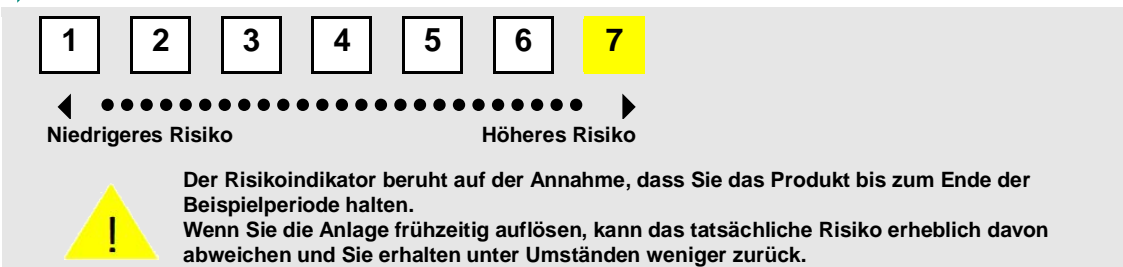 1 2 3 4 5 6 7
Niedrigeres Risiko Höheres Risiko
! Der Risikoindikator beruht auf der Annahme, dass Sie das Produkt bis zum Ende der
Beispielperiode halten.
Wenn Sie die Anlage frühzeitig auflösen, kann das tatsächliche Risiko erheblich davon
abweichen und Sie erhalten unter Umständen weniger zurück.